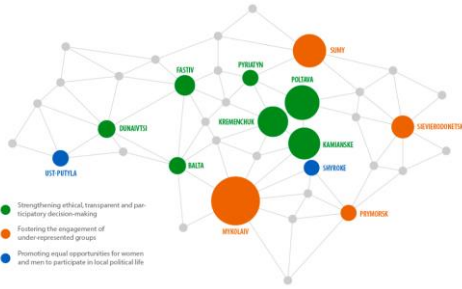 SUMY
PYRIATYN
FASTIV
POLTAVA
KREMENCHUK
SIEVIERODONETSK
DUNAIVTSI
KAMIANSKE
BALTA
UST-PUTYLA
SHYROKE
Strengthening ethical, transparent and par-
ticipatory decision-making
PRYMORSK
Fostering the engagement of
under-represented groups
MYKOLAIV
Promoting equal opportunities for women
and men to participate in local political life